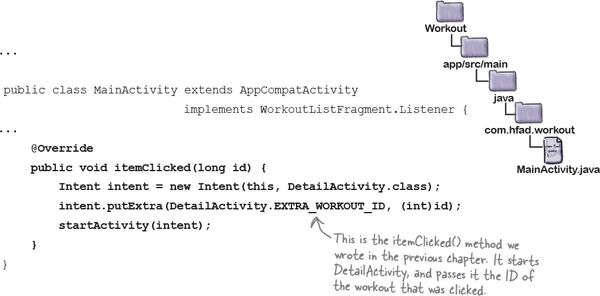 ...
public class MainActivity extends AppCompatActivity
implements WorkoutListFragment.Listener {
...
@Override
public void itemClicked(long id) {
Intent intent = new Intent(this, DetailActivity.class);
intent.putExtra(DetailActivity.EXTRA_WORKOUT_ID, (int)id);
startActivity(intent);
}
}
Workout
app/src/main
java
com.hfad.workout
MainActivity.java
This is the itemClicked() method we
wrote in the previous chapter. It starts
DetailActivity, and passes it the ID of
the workout that was clicked.